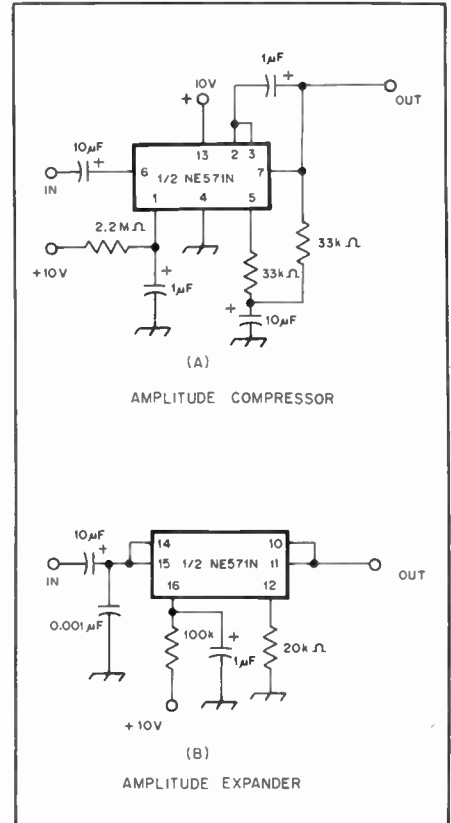 1µF
+
OUT
10V
+
10µF
+
IN
13 2 3
6 1/2 NE571N 7
1 4 5
2.2MΩ
+10V
+
1µF
33kΩ
33kΩ
+
10µF
(A)
AMPLITUDE COMPRESSOR
10µF
+
IN
14 10
15 1/2 NE571N 11
16 12
OUT
0.001µF
100k
+
1µF
20kΩ
+10V
(B)
AMPLITUDE EXPANDER